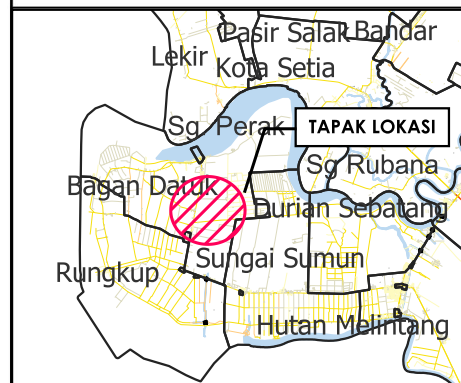 Pasir Salak Bandar
Lekir
Kota Setia
Sg Perak
TAPAK LOKASI
Sg Rubana
Bagan Datuk
Durian Sebatang
Sungai Sumun
Rungkup
Hutan Melintang